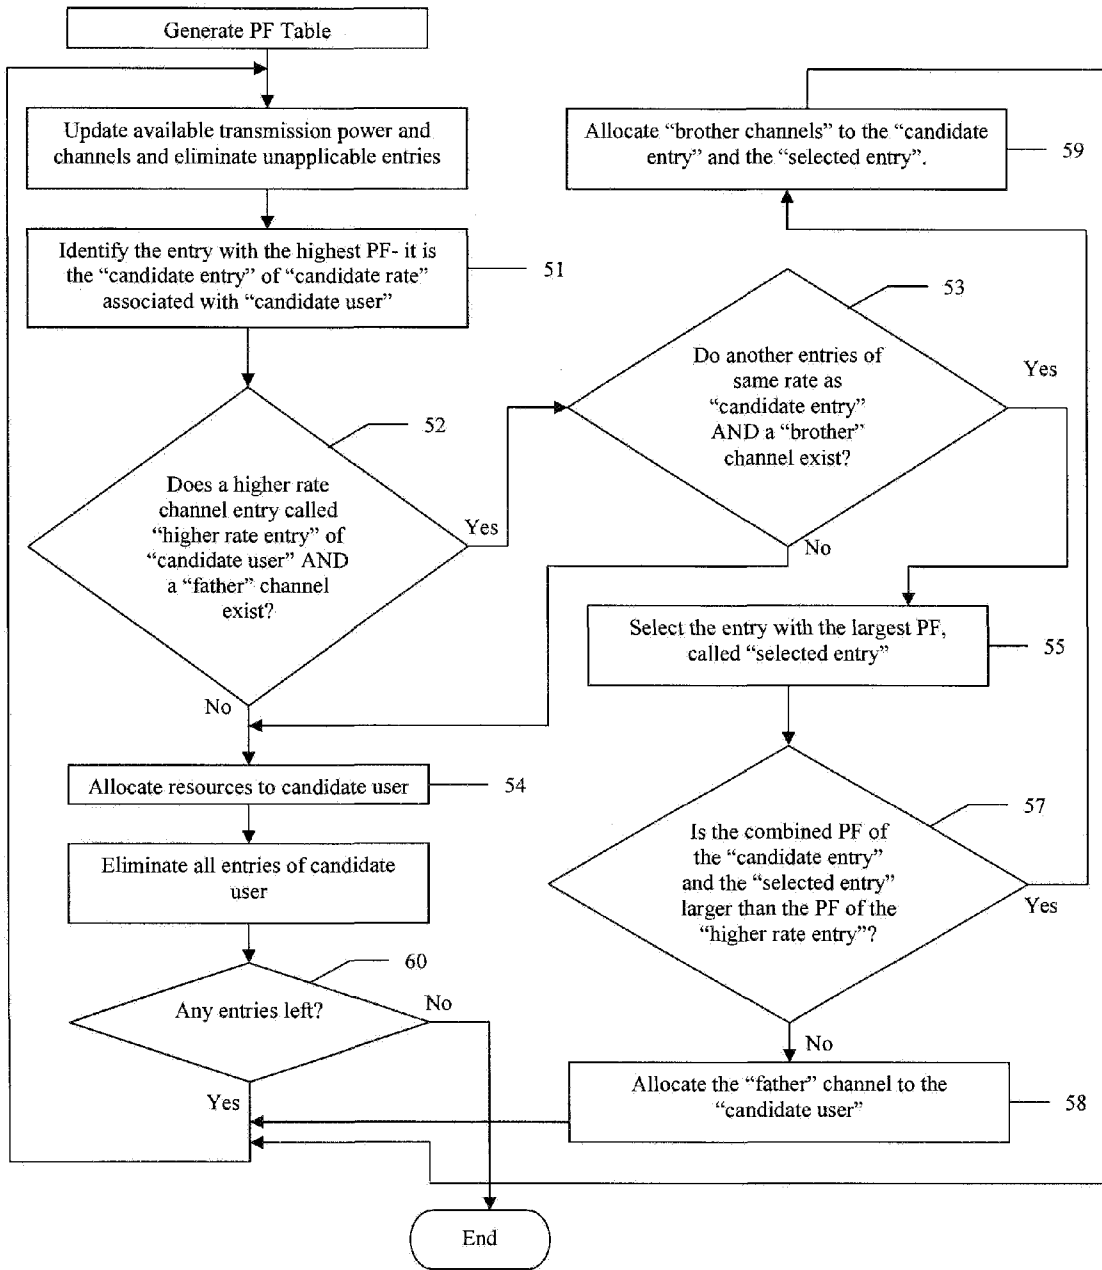 Generate PF Table
Update available transmission power and
channels and eliminate unapplicable entries
Identify the entry with the highest PF- it is
the “candidate entry” of “candidate rate”
associated with “candidate user”
51
52
Does a higher rate
channel entry called
“higher rate entry” of
“candidate user” AND
a “father” channel
exist?
Yes
No
Allocate resources to candidate user
54
Eliminate all entries of candidate
user
60
Any entries left?
No
Yes
End
Allocate “brother channels” to the “candidate
entry” and the “selected entry”.
59
53
Do another entries of
same rate as
“candidate entry”
AND a “brother”
channel exist?
Yes
No
Select the entry with the largest PF,
called “selected entry”
55
57
Is the combined PF of
the “candidate entry”
and the “selected entry”
larger than the PF of the
“higher rate entry”?
Yes
No
Allocate the “father” channel to the
“candidate user”
58